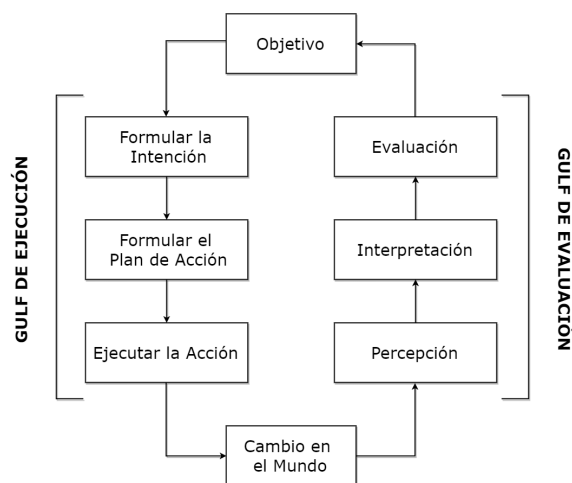 Objetivo
GULF DE EJECUCIÓN
Formular la
Intención
Formular el
Plan de Acción
Ejecutar la Acción
Cambio en
el Mundo
Percepción
Interpretación
Evaluación
GULF DE EVALUACIÓN